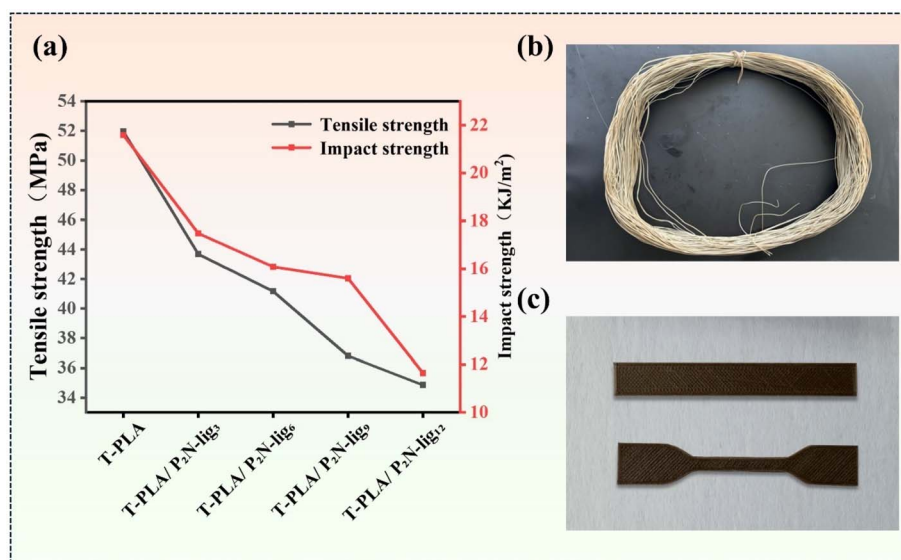 (a)
54
52
50
48
46
44
42
40
38
36
34
Tensile strength（MPa)
Tensile strength
Impact strength
22
20
18
16
14
12
10
Impact strength（KJ/m²)
T-PLA
T-PLA/ P₂N-lig₃
T-PLA/ P₂N-lig₆
T-PLA/ P₂N-lig₉
T-PLA/ P₂N-lig₁₂
(b)
(c)